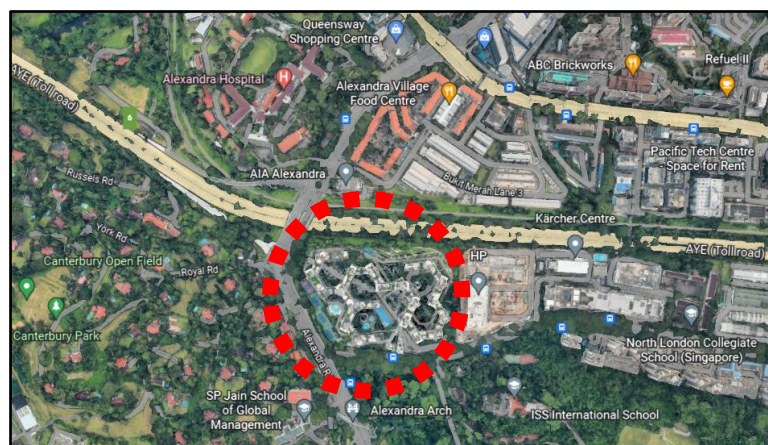 Queensway
Shopping Centre
ABC Brickworks
Refuel II
AYE (Toll road)
Alexandra Hospital
H
Alexandra Village
Food Centre
6
Pacific Tech Centre
- Space for Rent
AIA Alexandra
Bukit Merah Lane 3
Russels Rd
Kärcher Centre
York Rd
AYE (Toll road)
HP
Canterbury Open Field
Royal Rd
Canterbury Park
Alexandra R
North London Collegiate
School (Singapore)
SP Jain School
of Global
Management
Alexandra Arch
ISS International School